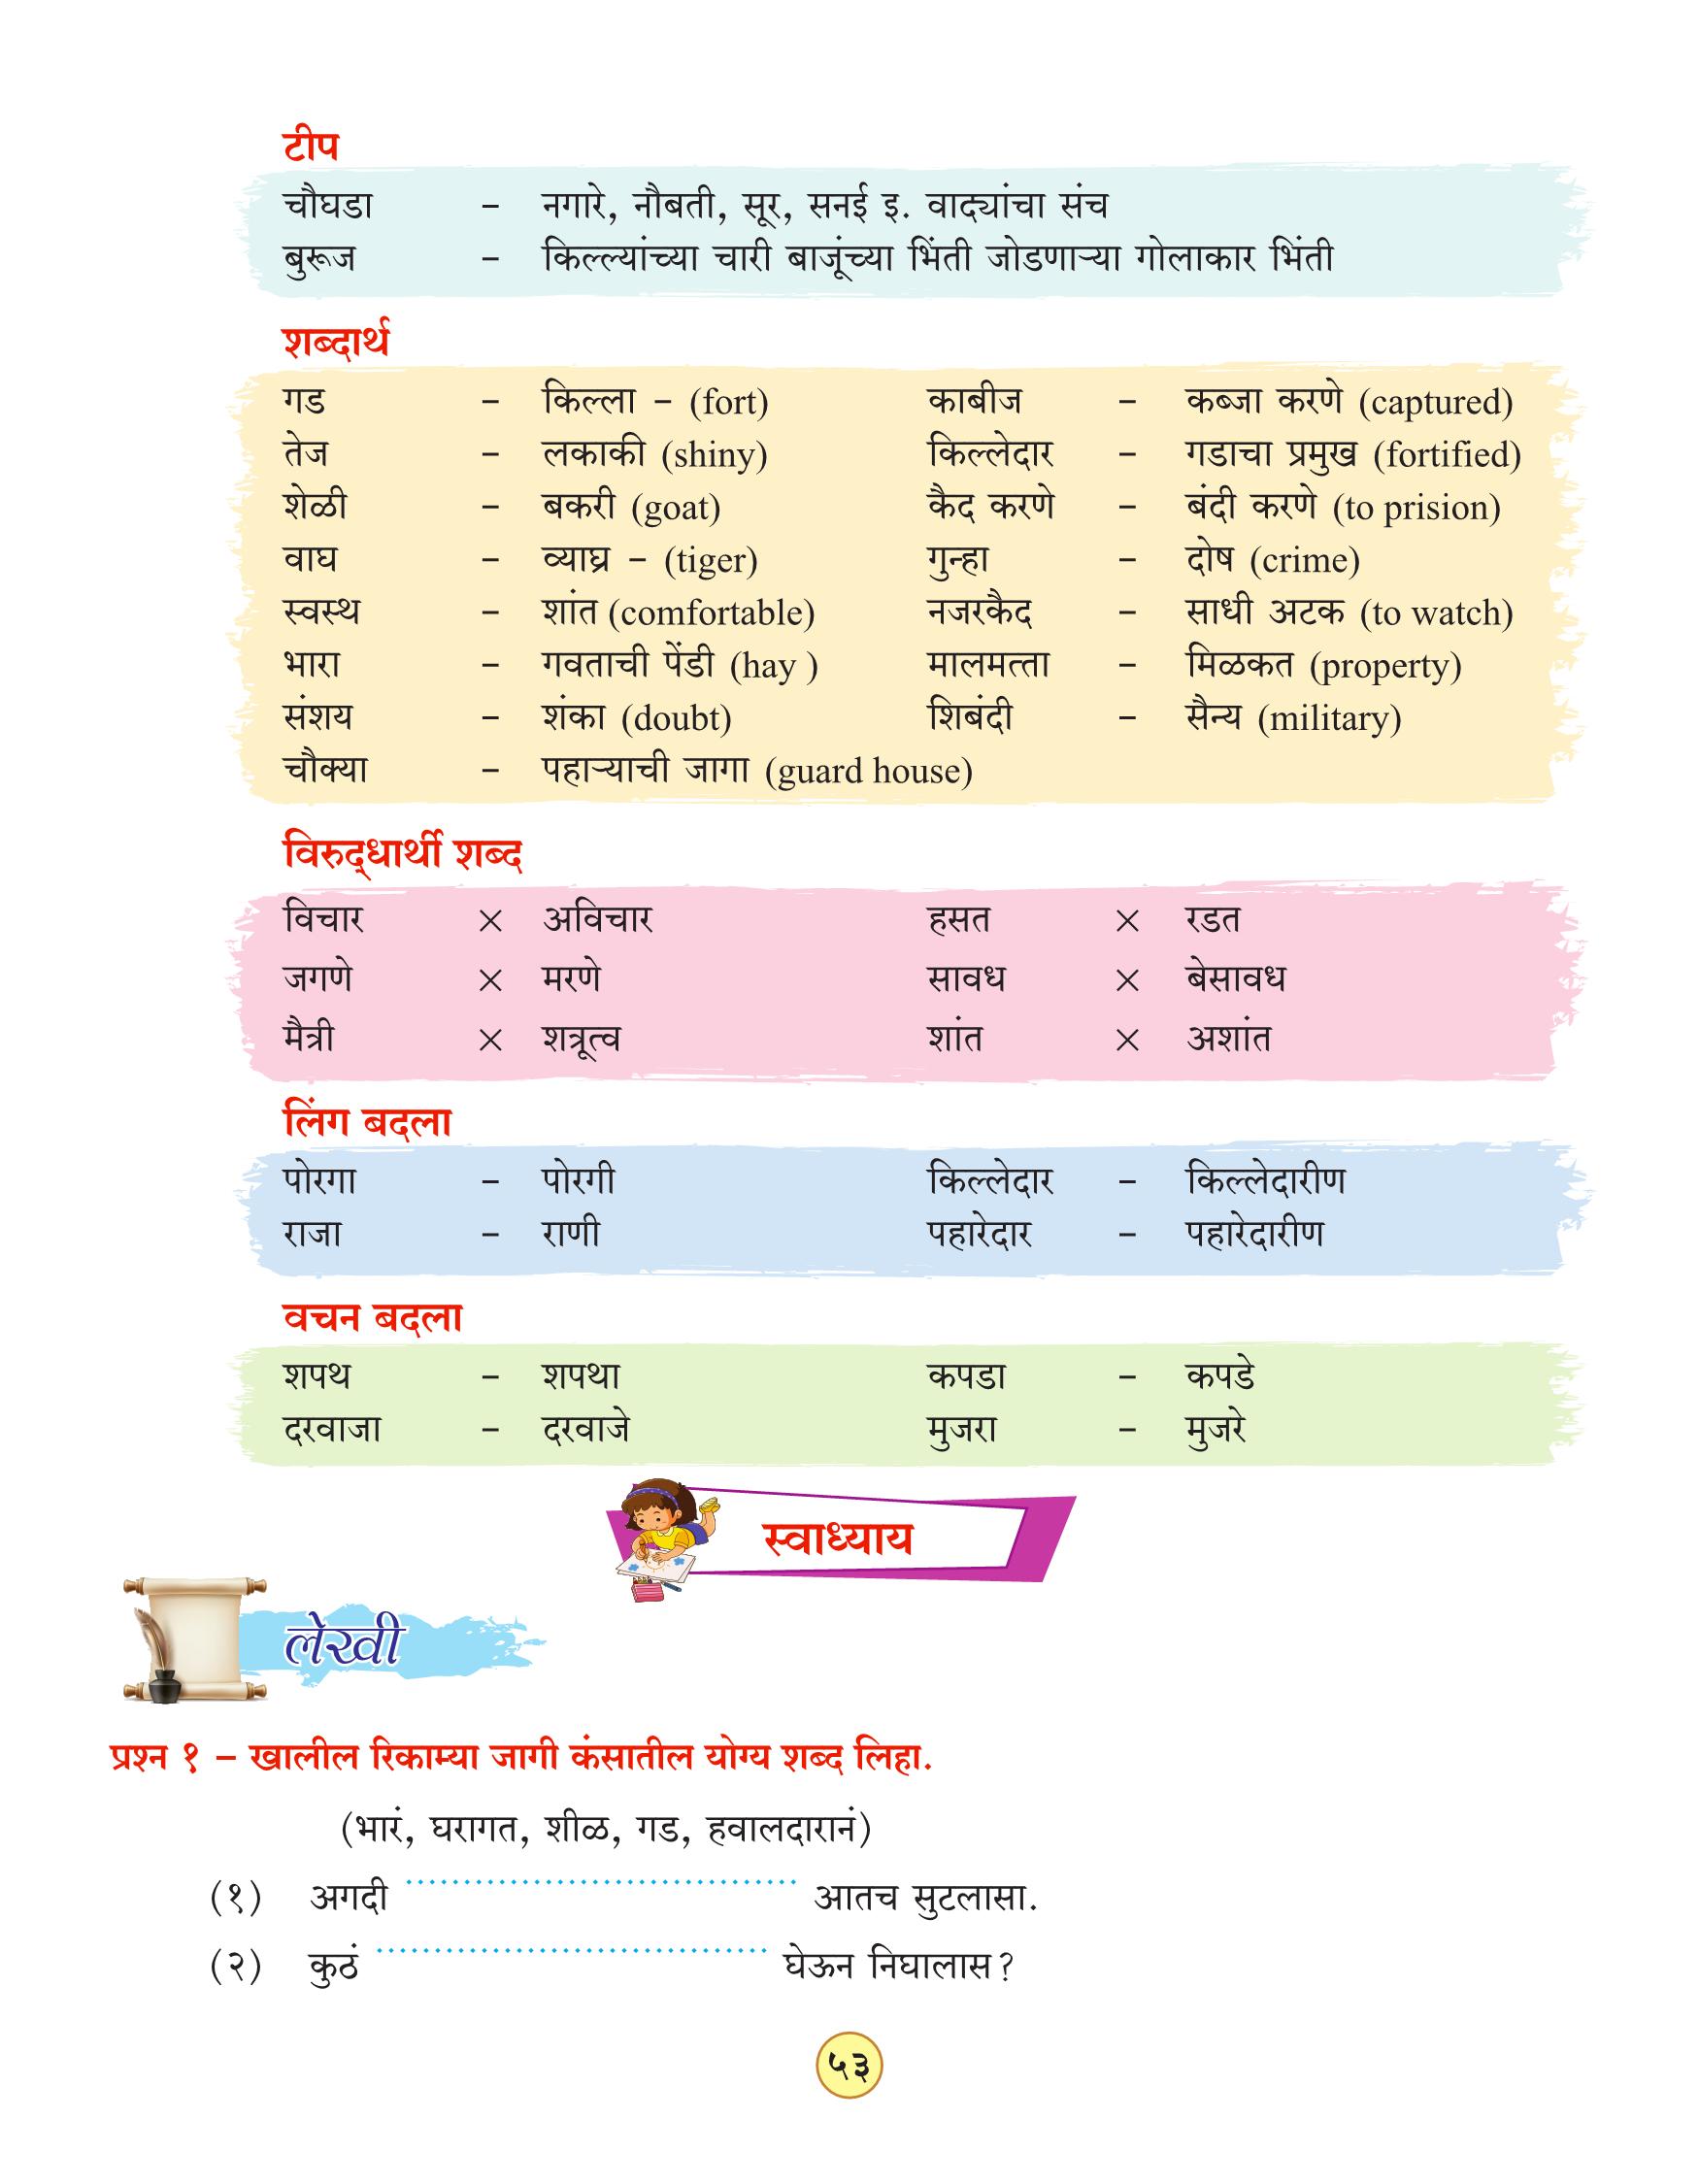 टीप
चौघडा – नगारे, नौबती, सूर, सनई इ. वाद्यांचा संच
बुरूज – किल्ल्यांच्या चारी बाजूंच्या भिंती जोडणाऱ्या गोलाकार भिंती
शब्दार्थ
गड – किल्ला – (fort) काबीज – कब्जा करणे (captured)
तेज – लकाकी (shiny) किल्लेदार – गडाचा प्रमुख (fortified)
शेळी – बकरी (goat) कैद करणे – बंदी करणे (to prision)
वाघ – व्याघ्र – (tiger) गुन्हा – दोष (crime)
स्वस्थ – शांत (comfortable) नजरकैद – साधी अटक (to watch)
भारा – गवताची पेंडी (hay ) मालमत्ता – मिळकत (property)
संशय – शंका (doubt) शिबंदी – सैन्य (military)
चौक्या – पहाऱ्याची जागा (guard house)
विरुद्धार्थी शब्द
विचार × अविचार हसत × रडत
जगणे × मरणे सावध × बेसावध
मैत्री × शत्रूत्व शांत × अशांत
लिंग बदला
पोरगा – पोरगी किल्लेदार – किल्लेदारीण
राजा – राणी पहारेदार – पहारेदारीण
वचन बदला
शपथ – शपथा कपडा – कपडे
दरवाजा – दरवाजे मुजरा – मुजरे
स्वाध्याय
लेखी
प्रश्न १ – खालील रिकाम्या जागी कंसातील योग्य शब्द लिहा.
(भारं, घरागत, शीळ, गड, हवालदारानं)
(१) अगदी .................................. आतच सुटलासा.
(२) कुठं .................................. घेऊन निघालास?
५३